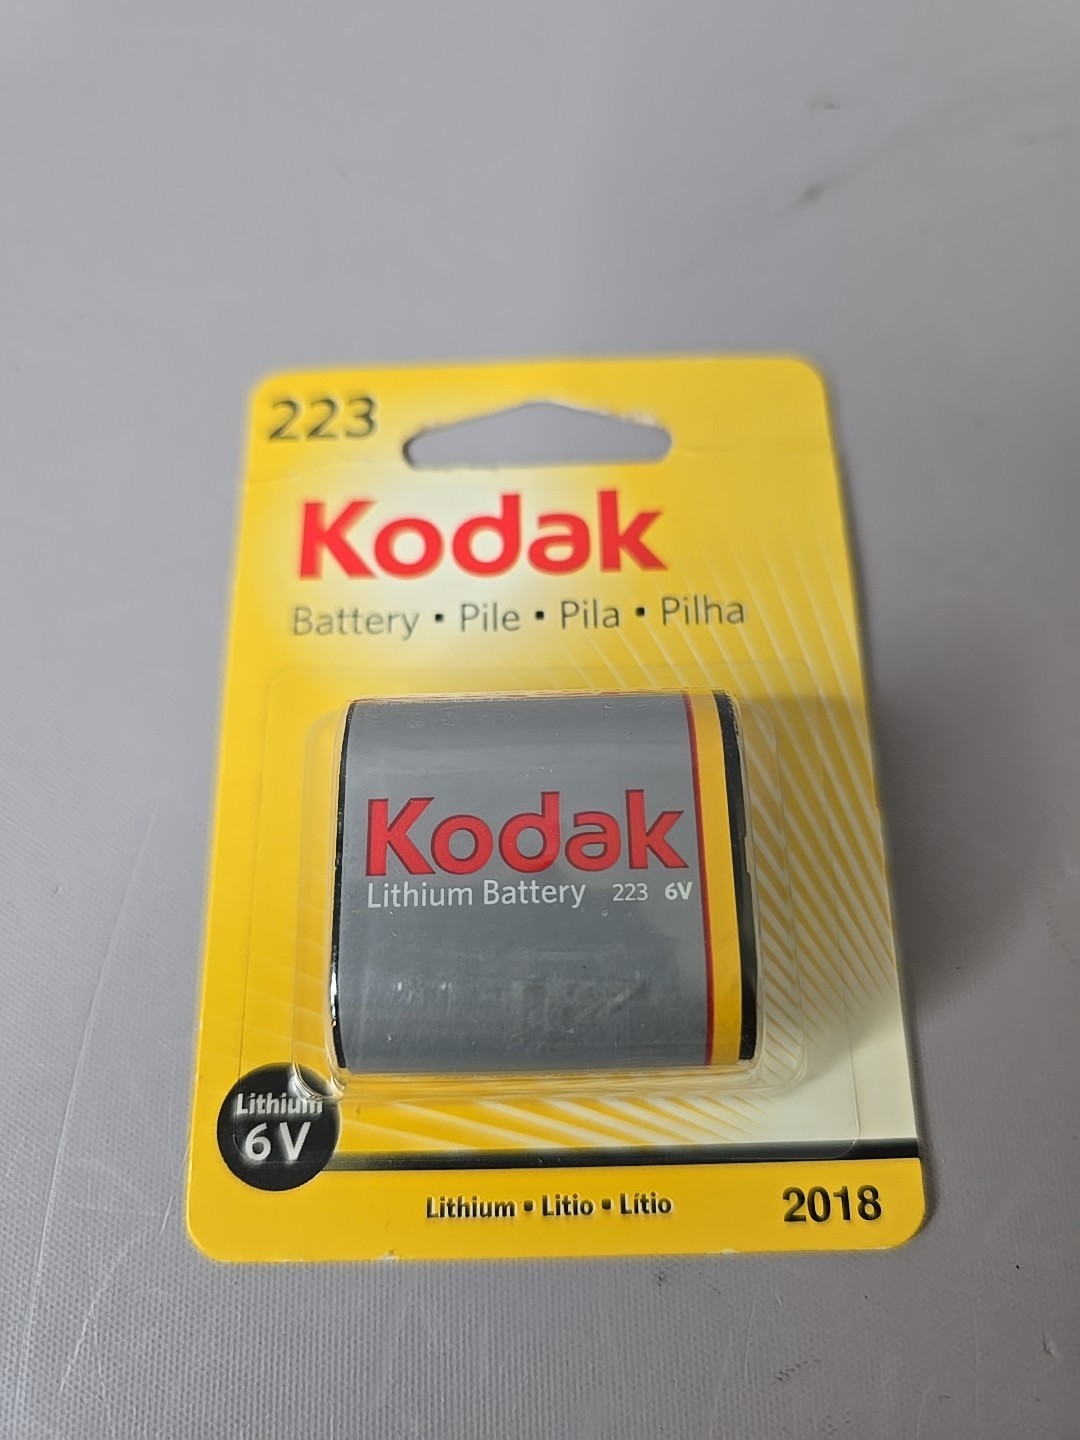 223
Kodak
Battery • Pile • Pila • Pilha
Kodak
Lithium Battery 223 6V
Lithium
6V
Lithium • Litio • Lítio
2018